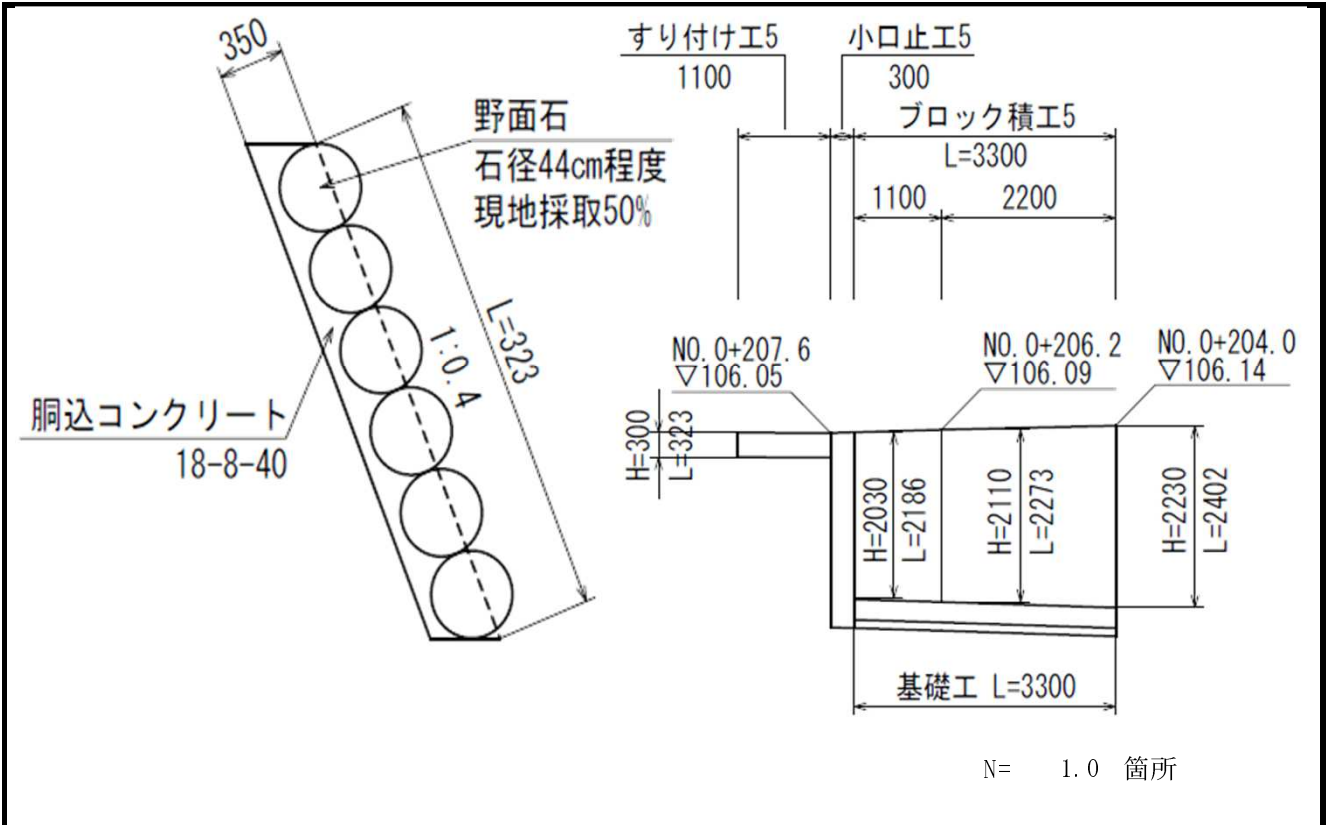 350
野面石
石径44cm程度
現地採取50%
L=323
1:0.4
胴込コンクリート
18-8-40
すり付け工5
1100
小口止工5
300
ブロック積工5
L=3300
1100
2200
NO.0+207.6
▽106.05
NO.0+206.2
▽106.09
NO.0+204.0
▽106.14
H=300
L=323
H=2030
L=2186
H=2110
L=2273
H=2230
L=2402
基礎工 L=3300
N= 1.0 箇所